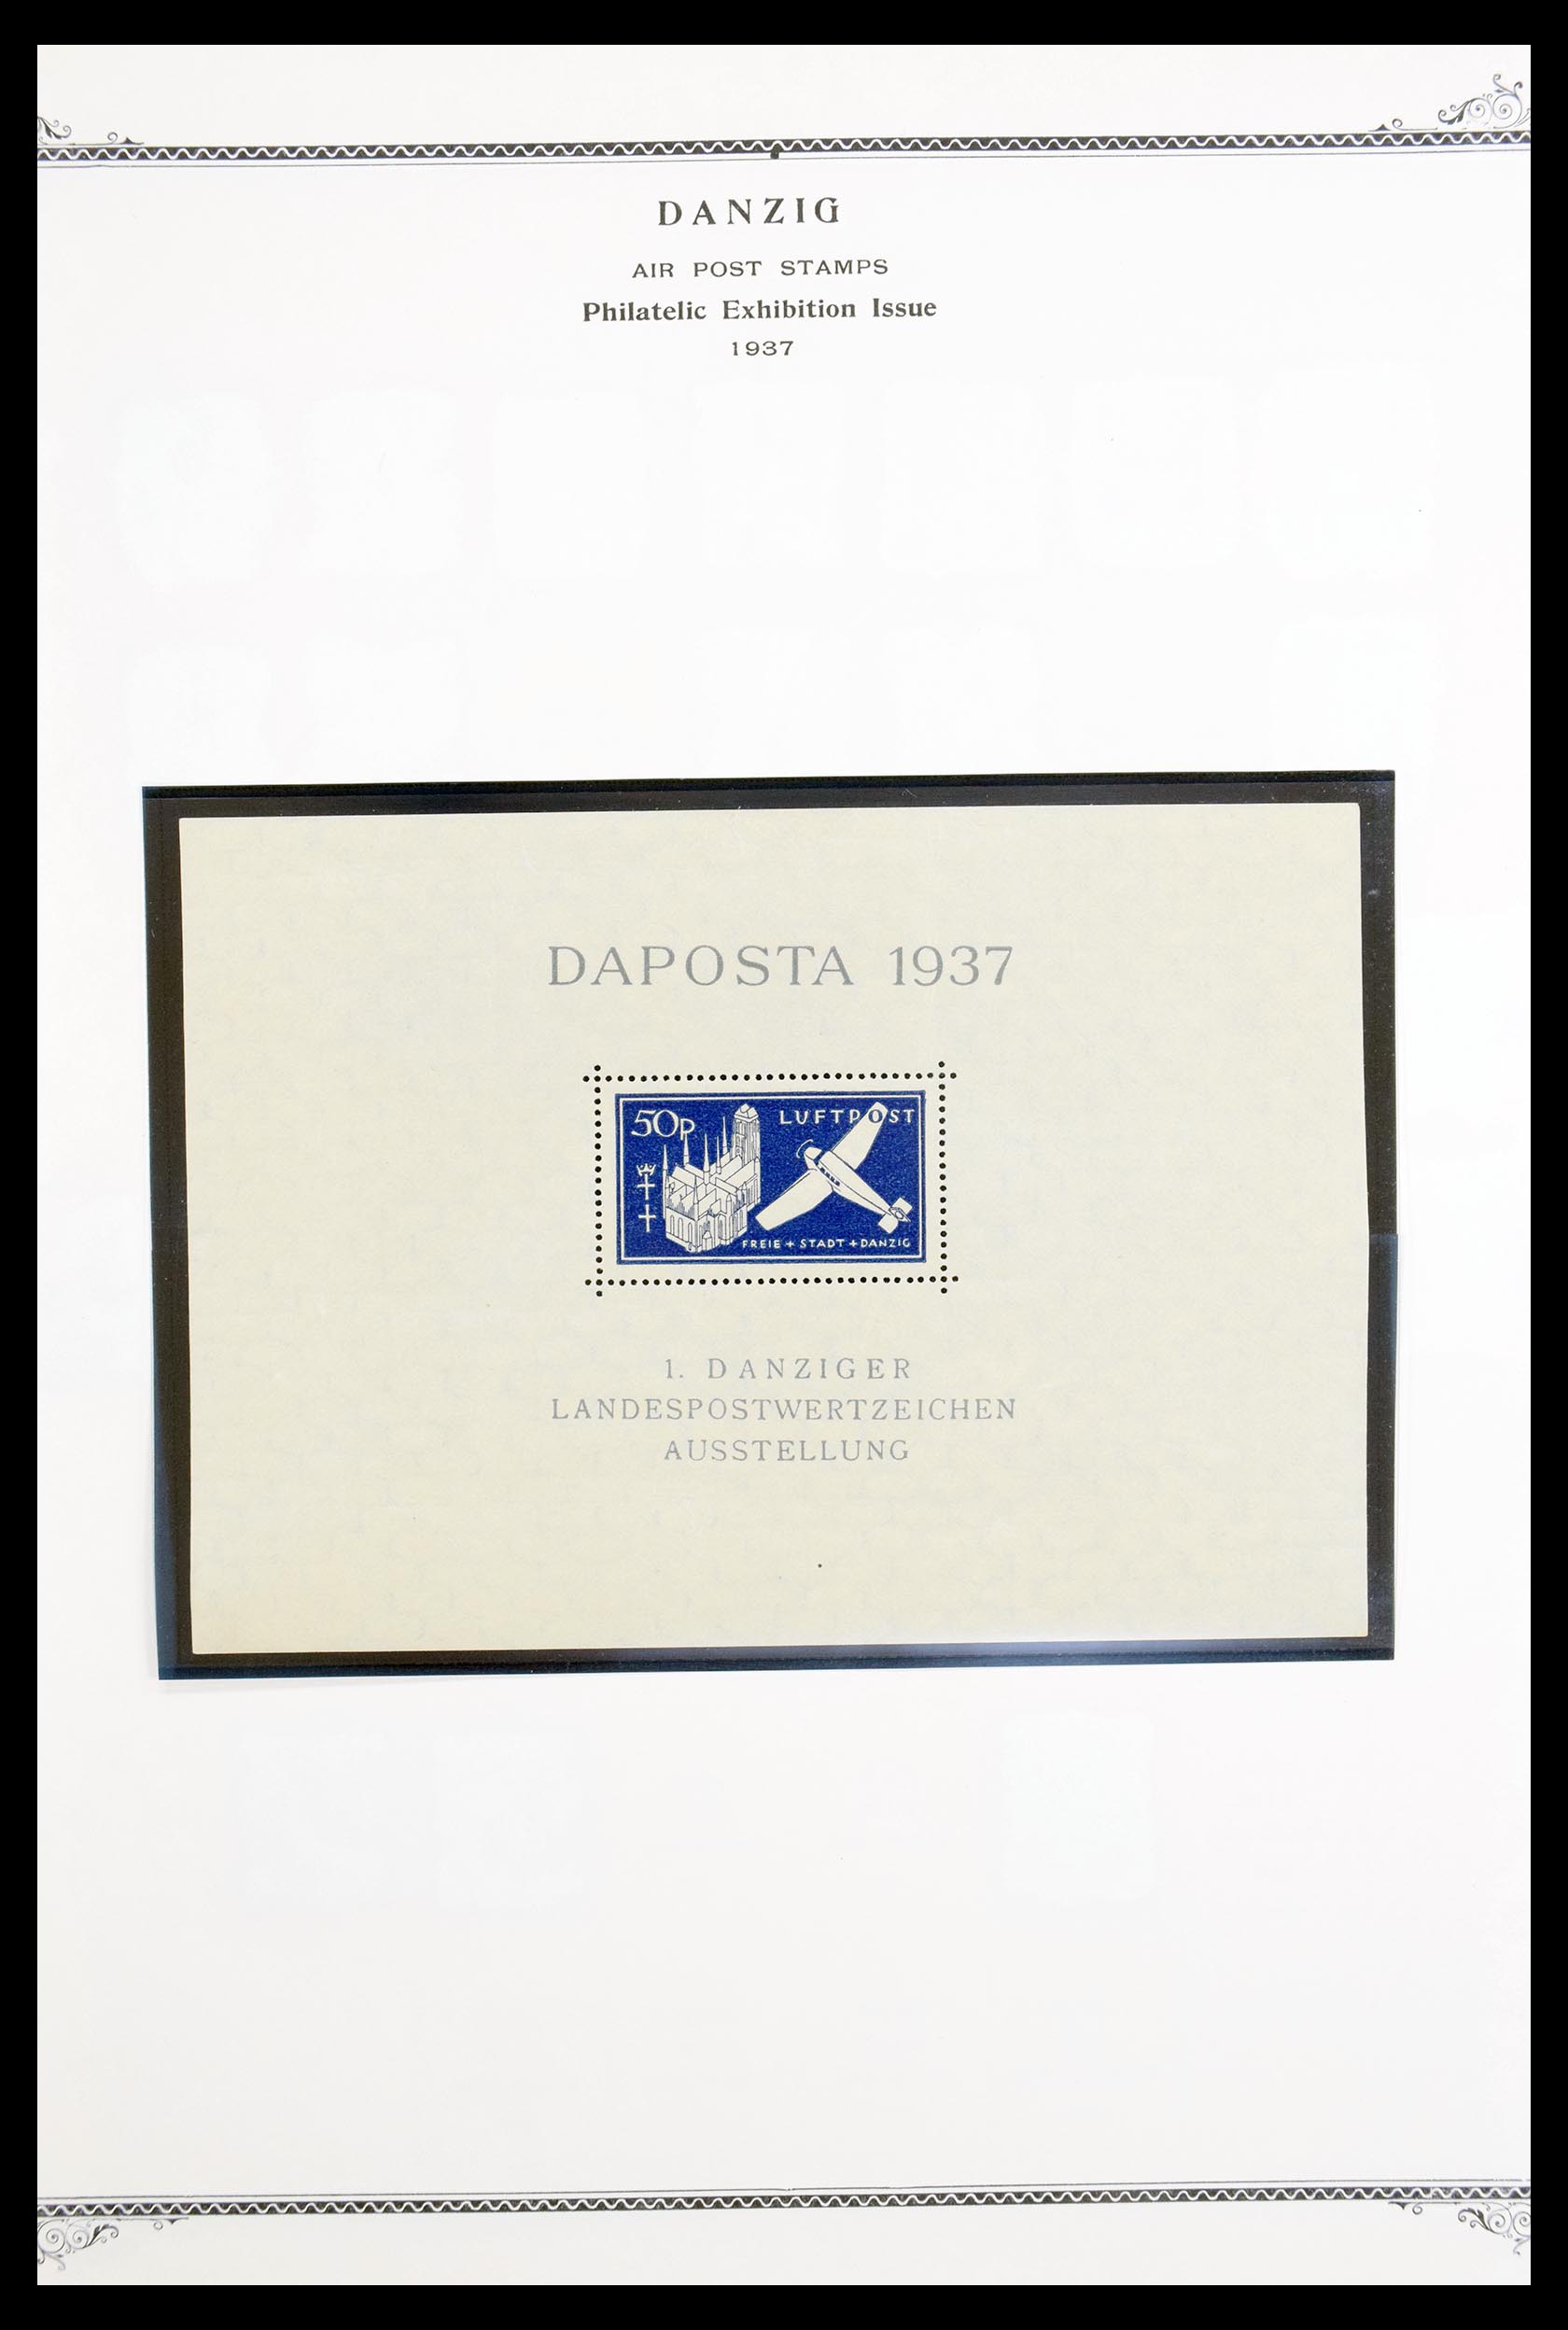 DANZIG
AIR POST STAMPS
Philatelic Exhibition Issue
1937
DAPOSTA 1937
50p
LUFTPOST
FREIE + STADT + DANZIG
1. DANZIGER
LANDESPOSTWERTZEICHEN
AUSSTELLUNG